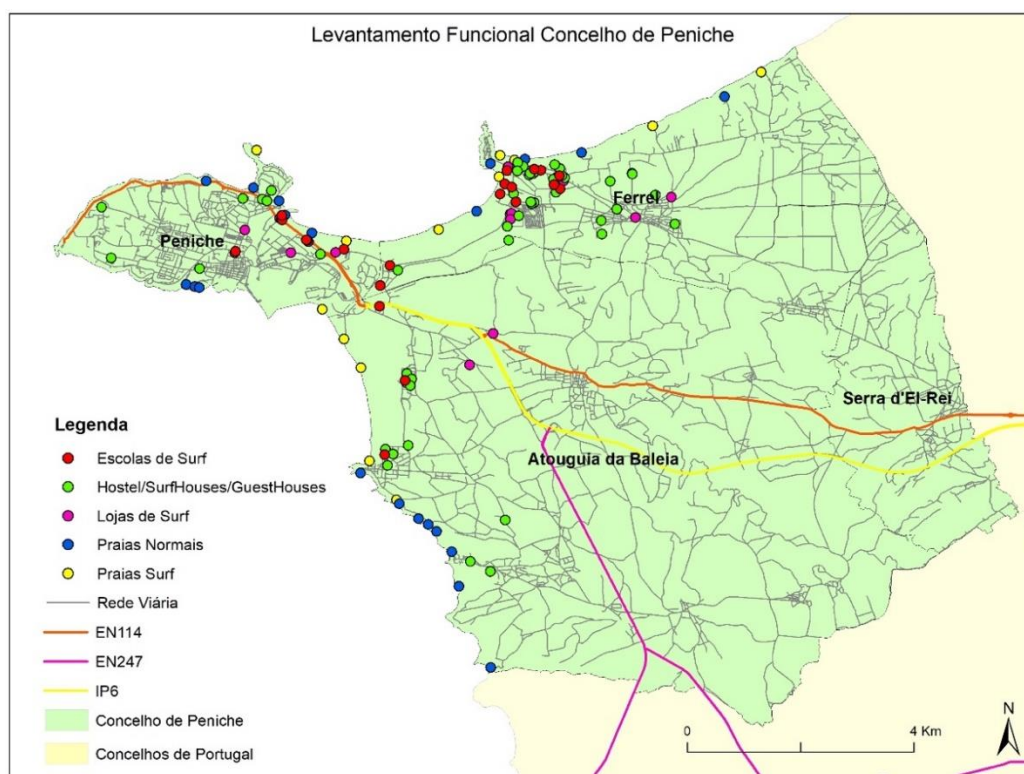 Levantamento Funcional Concelho de Peniche
Ferrel
Peniche
Serra d'El-Rei
Atouguia da Baleia
Legenda
Escolas de Surf
Hostel/SurfHouses/GuestHouses
Lojas de Surf
Praias Normais
Praias Surf
Rede Viária
EN114
EN247
IP6
Concelho de Peniche
Concelhos de Portugal
N
0 4 Km